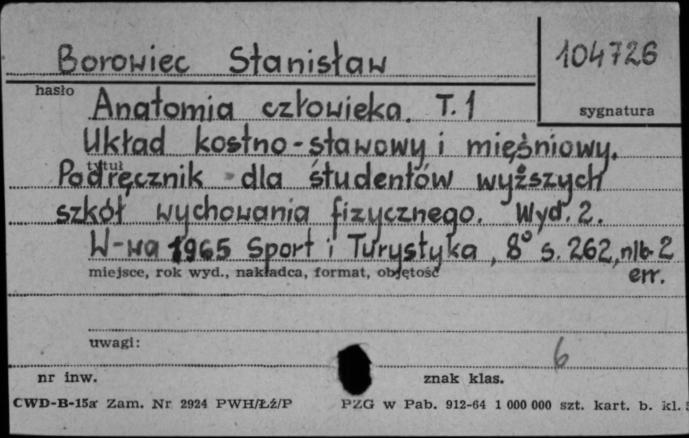 Borowiec Stanisław
104726
hasło
sygnatura
Anatomia człowieka. T. 1
Układ kostno-stawowy i mięśniowy.
tytuł
Podręcznik dla studentów wyższych
szkół wychowania fizycznego. Wyd. 2.
W-wa 1965 Sport i Turystyka, 8° s. 262, nlb 2
err.
miejsce, rok wyd., nakładca, format, objętość
uwagi:
6
nr inw.
znak klas.
CWD-B-15a Zam. Nr 2924 PWH/Łź/P PZG w Pab. 912-64 1 000 000 szt. kart. b. kl.